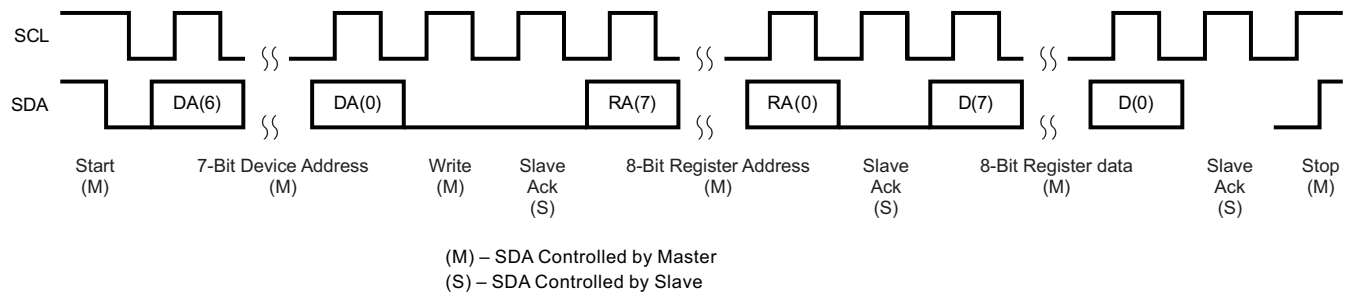 SCL
SDA
DA(6)
DA(0)
RA(7)
RA(0)
D(7)
D(0)
Start
(M)
7-Bit Device Address
(M)
Write
(M)
Slave
Ack
(S)
8-Bit Register Address
(M)
Slave
Ack
(S)
8-Bit Register data
(M)
Slave
Ack
(S)
Stop
(M)
(M) – SDA Controlled by Master
(S) – SDA Controlled by Slave